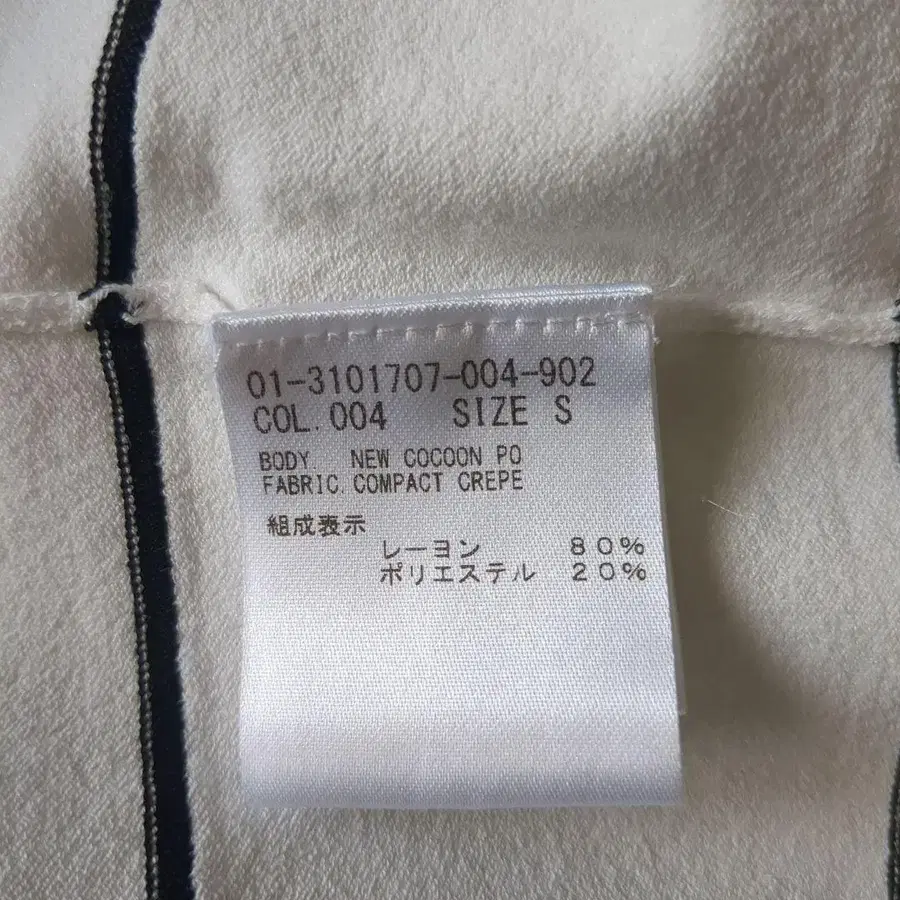 01-3101707-004-902
COL.004 SIZE S
BODY NEW COCOON PO
FABRIC.COMPACT CREPE
組成表示
レーヨン 80%
ポリエステル 20%